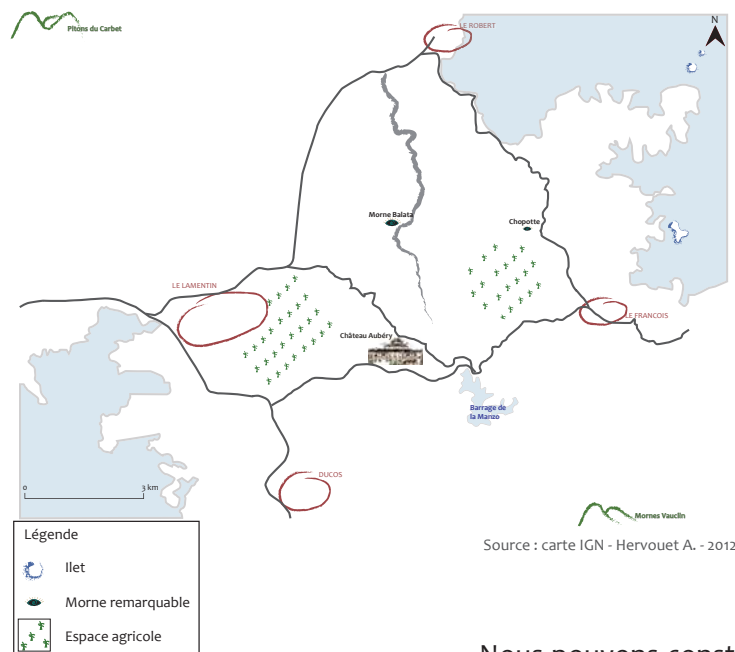 Pitons du Carbet
LE ROBERT
N
Morne Balata
Chopotte
LE LAMENTIN
LE FRANCOIS
Château Aubéry
Barrage de
la Manzo
DUCOS
0
3 km
Mornes Vauclin
Source : carte IGN - Hervouet A. - 2012
Légende
Ilet
Morne remarquable
Espace agricole